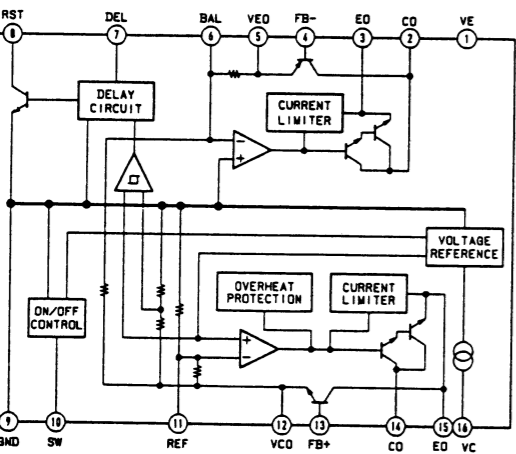 RST DEL BAL VEO FB- EO CO VE
8 7 6 5 4 3 2 1
DELAY
CIRCUIT
CURRENT
LIMITER
VOLTAGE
REFERENCE
ON/OFF
CONTROL
OVERHEAT
PROTECTION
CURRENT
LIMITER
9 10 11 12 13 14 15 16
GND SW REF VCO FB+ CO EO VC